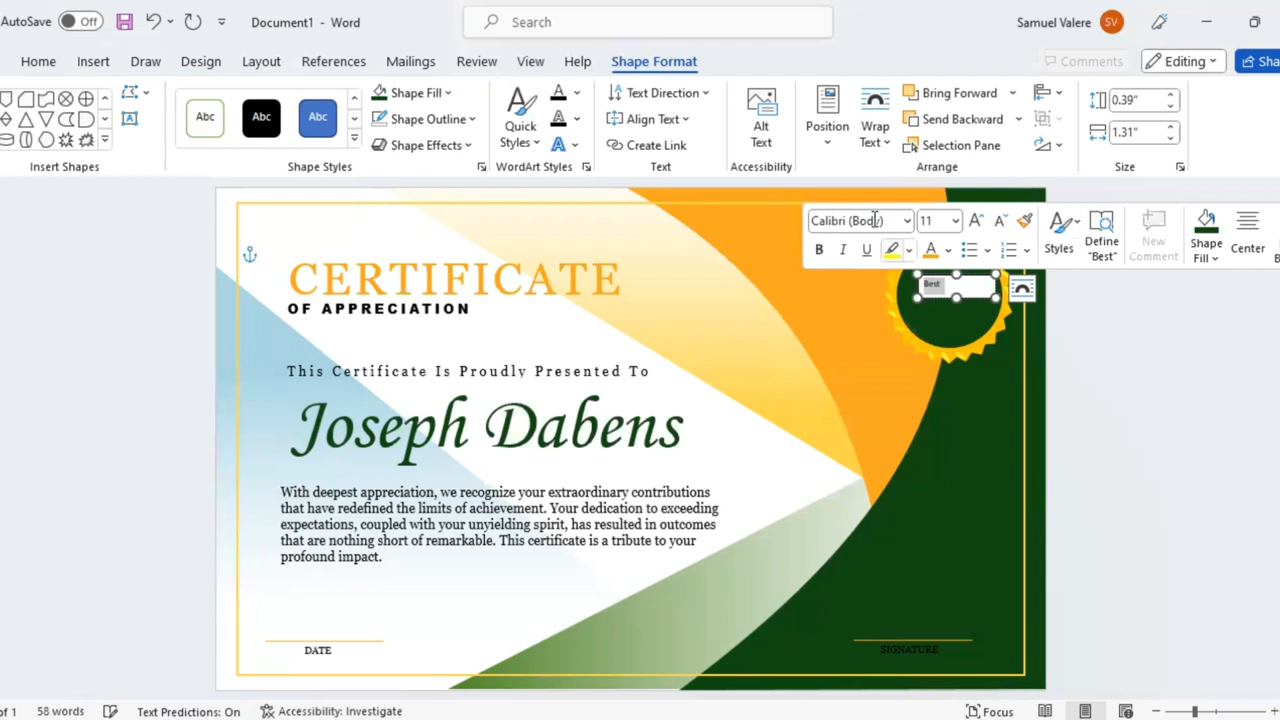 AutoSave Off Document1 - Word Search Samuel Valere SV
Home Insert Draw Design Layout References Mailings Review View Help Shape Format Comments Editing Sha
Abc Abc Abc
Shape Fill
Shape Outline
Shape Effects
Quick Styles
A
A
A
Text Direction
Align Text
Create Link
Alt Text
Position
Wrap Text
Bring Forward
Send Backward
Selection Pane
0.39"
1.31"
Insert Shapes Shape Styles WordArt Styles Text Accessibility Arrange Size
Calibri (Body) 11 A A
B I U A
Styles
Define "Best"
New Comment
Shape Fill
Center
Best
CERTIFICATE
OF APPRECIATION
This Certificate Is Proudly Presented To
Joseph Dabens
With deepest appreciation, we recognize your extraordinary contributions
that have redefined the limits of achievement. Your dedication to exceeding
expectations, coupled with your unyielding spirit, has resulted in outcomes
that are nothing short of remarkable. This certificate is a tribute to your
profound impact.
DATE SIGNATURE
of 1 58 words Text Predictions: On Accessibility: Investigate Focus